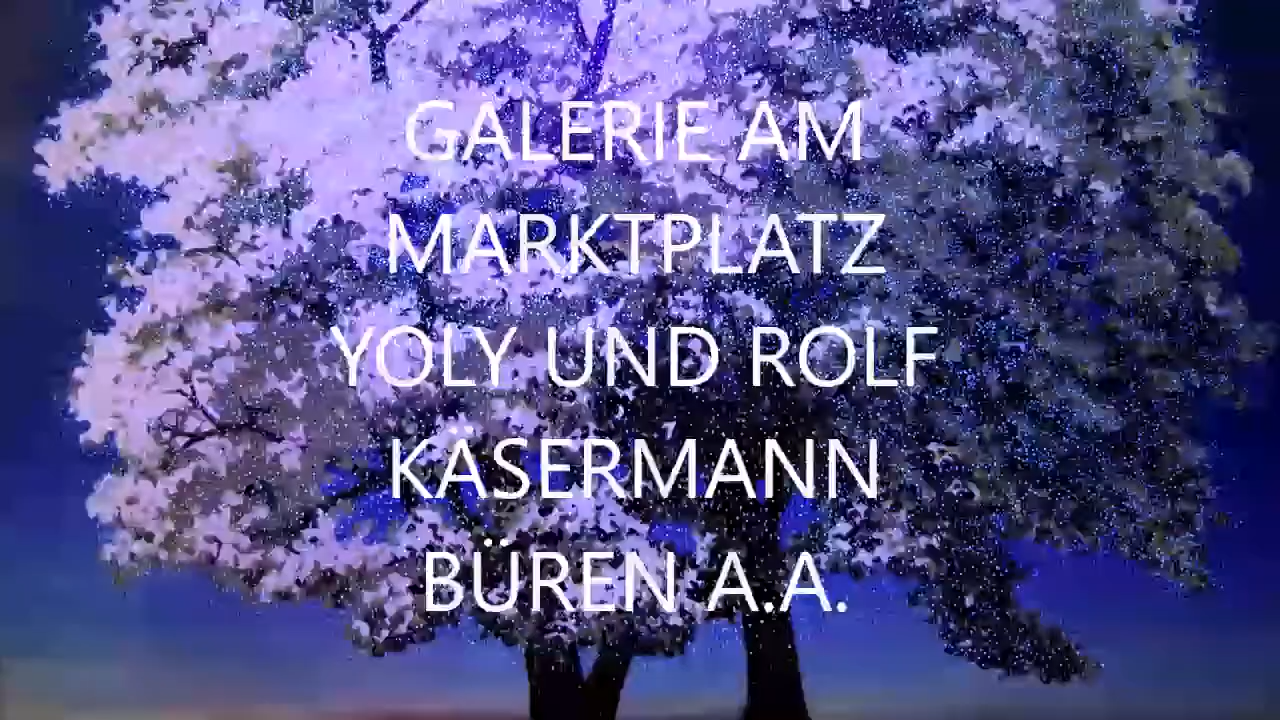 GALERIE AM
MARKTPLATZ
YOLY UND ROLF
KÄSERMANN
BÜREN A.A.